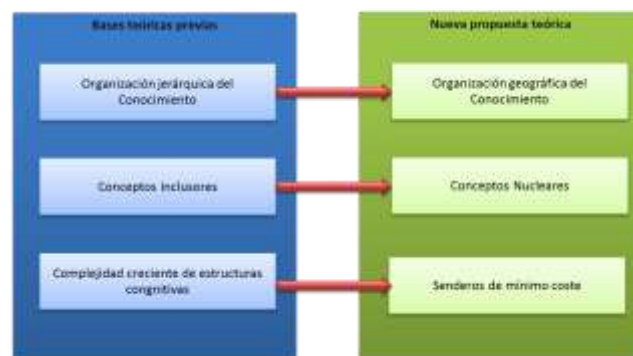 Bases teóricas previas
Nueva propuesta teórica
Organización jerárquica del
Conocimiento
Organización geográfica del
Conocimiento
Conceptos Inclusores
Conceptos Nucleares
Complejidad creciente de estructuras
congnitivas
Senderos de mínimo coste